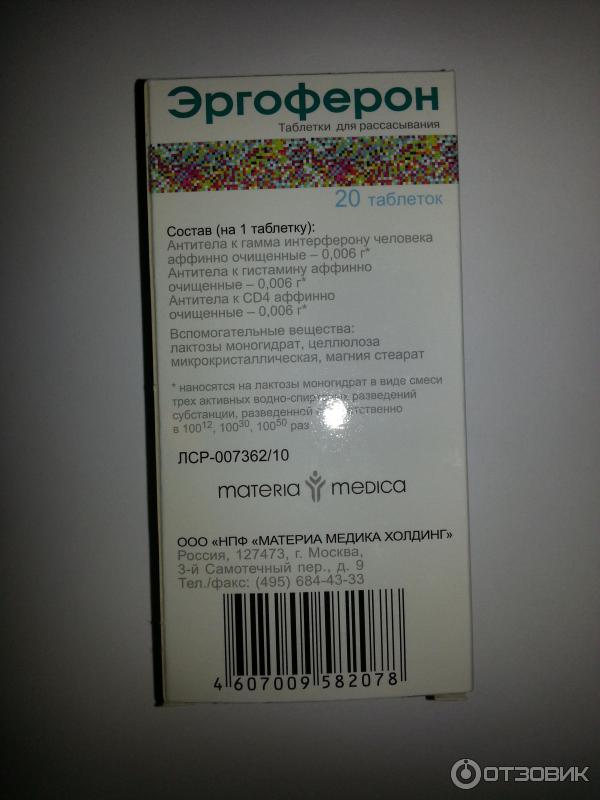 Эргоферон
Таблетки для рассасывания
20 таблеток
Состав (на 1 таблетку):
Антитела к гамма интерферону человека
аффинно очищенные – 0,006 г*
Антитела к гистамину аффинно
очищенные – 0,006 г*
Антитела к CD4 аффинно
очищенные – 0,006 г*
Вспомогательные вещества:
лактозы моногидрат, целлюлоза
микрокристаллическая, магния стеарат
* наносятся на лактозы моногидрат в виде смеси
трех активных водно-спиртовых разведений
субстанции, разведенной
в 100¹², 100³⁰, 100⁵⁰ раз
ЛСР-007362/10
materia medica
ООО «НПФ «МАТЕРИА МЕДИКА ХОЛДИНГ»
Россия, 127473, г. Москва,
3-й Самотечный пер., д. 9
Тел./факс: (495) 684-43-33
4 607009 582078
ОТЗОВИК